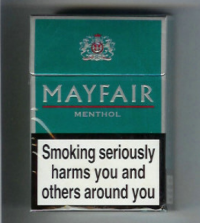 MAYFAIR
MENTHOL
Smoking seriously
harms you and
others around you